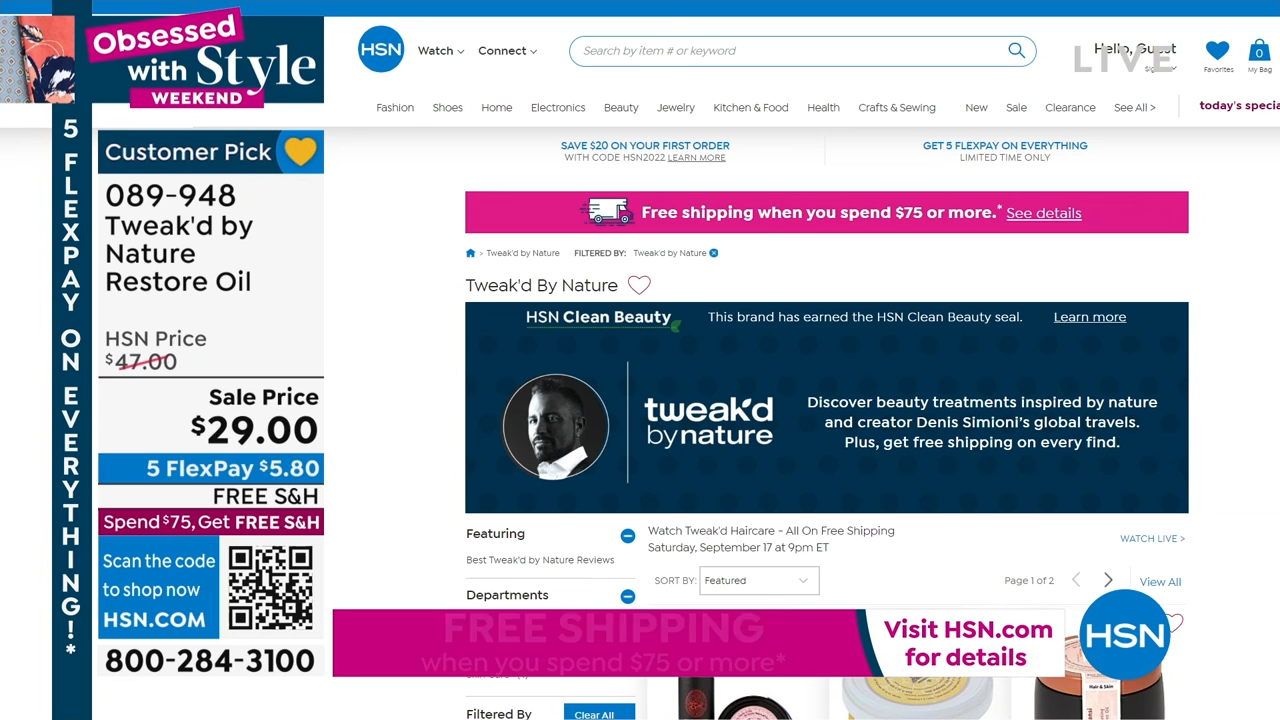 Obsessed
with Style
WEEKEND
5 FLEXPAY ON EVERYTHING!*
Customer Pick
089-948
Tweak'd by
Nature
Restore Oil
HSN Price
$47.00
Sale Price
$29.00
5 FlexPay $5.80
FREE S&H
Spend $75, Get FREE S&H
Scan the code
to shop now
HSN.COM
800-284-3100
HSN
Watch
Connect
Search by item # or keyword
Hello, Guest
LIVE
Favorites
0
My Bag
Fashion Shoes Home Electronics Beauty Jewelry Kitchen & Food Health Crafts & Sewing New Sale Clearance See All > today's specia
SAVE $20 ON YOUR FIRST ORDER
WITH CODE HSN2022 LEARN MORE
GET 5 FLEXPAY ON EVERYTHING
LIMITED TIME ONLY
Free shipping when you spend $75 or more.* See details
> Tweak'd by Nature FILTERED BY: Tweak'd by Nature
Tweak'd By Nature
HSN Clean Beauty This brand has earned the HSN Clean Beauty seal. Learn more
tweak'd
by nature
Discover beauty treatments inspired by nature
and creator Denis Simioni's global travels.
Plus, get free shipping on every find.
Featuring
Best Tweak'd by Nature Reviews
Departments
Watch Tweak'd Haircare - All On Free Shipping
Saturday, September 17 at 9pm ET
WATCH LIVE >
SORT BY: Featured
Page 1 of 2
View All
FREE SHIPPING
when you spend $75 or more*
Visit HSN.com
for details
HSN
Hair & Skin
Filtered By
Clear All